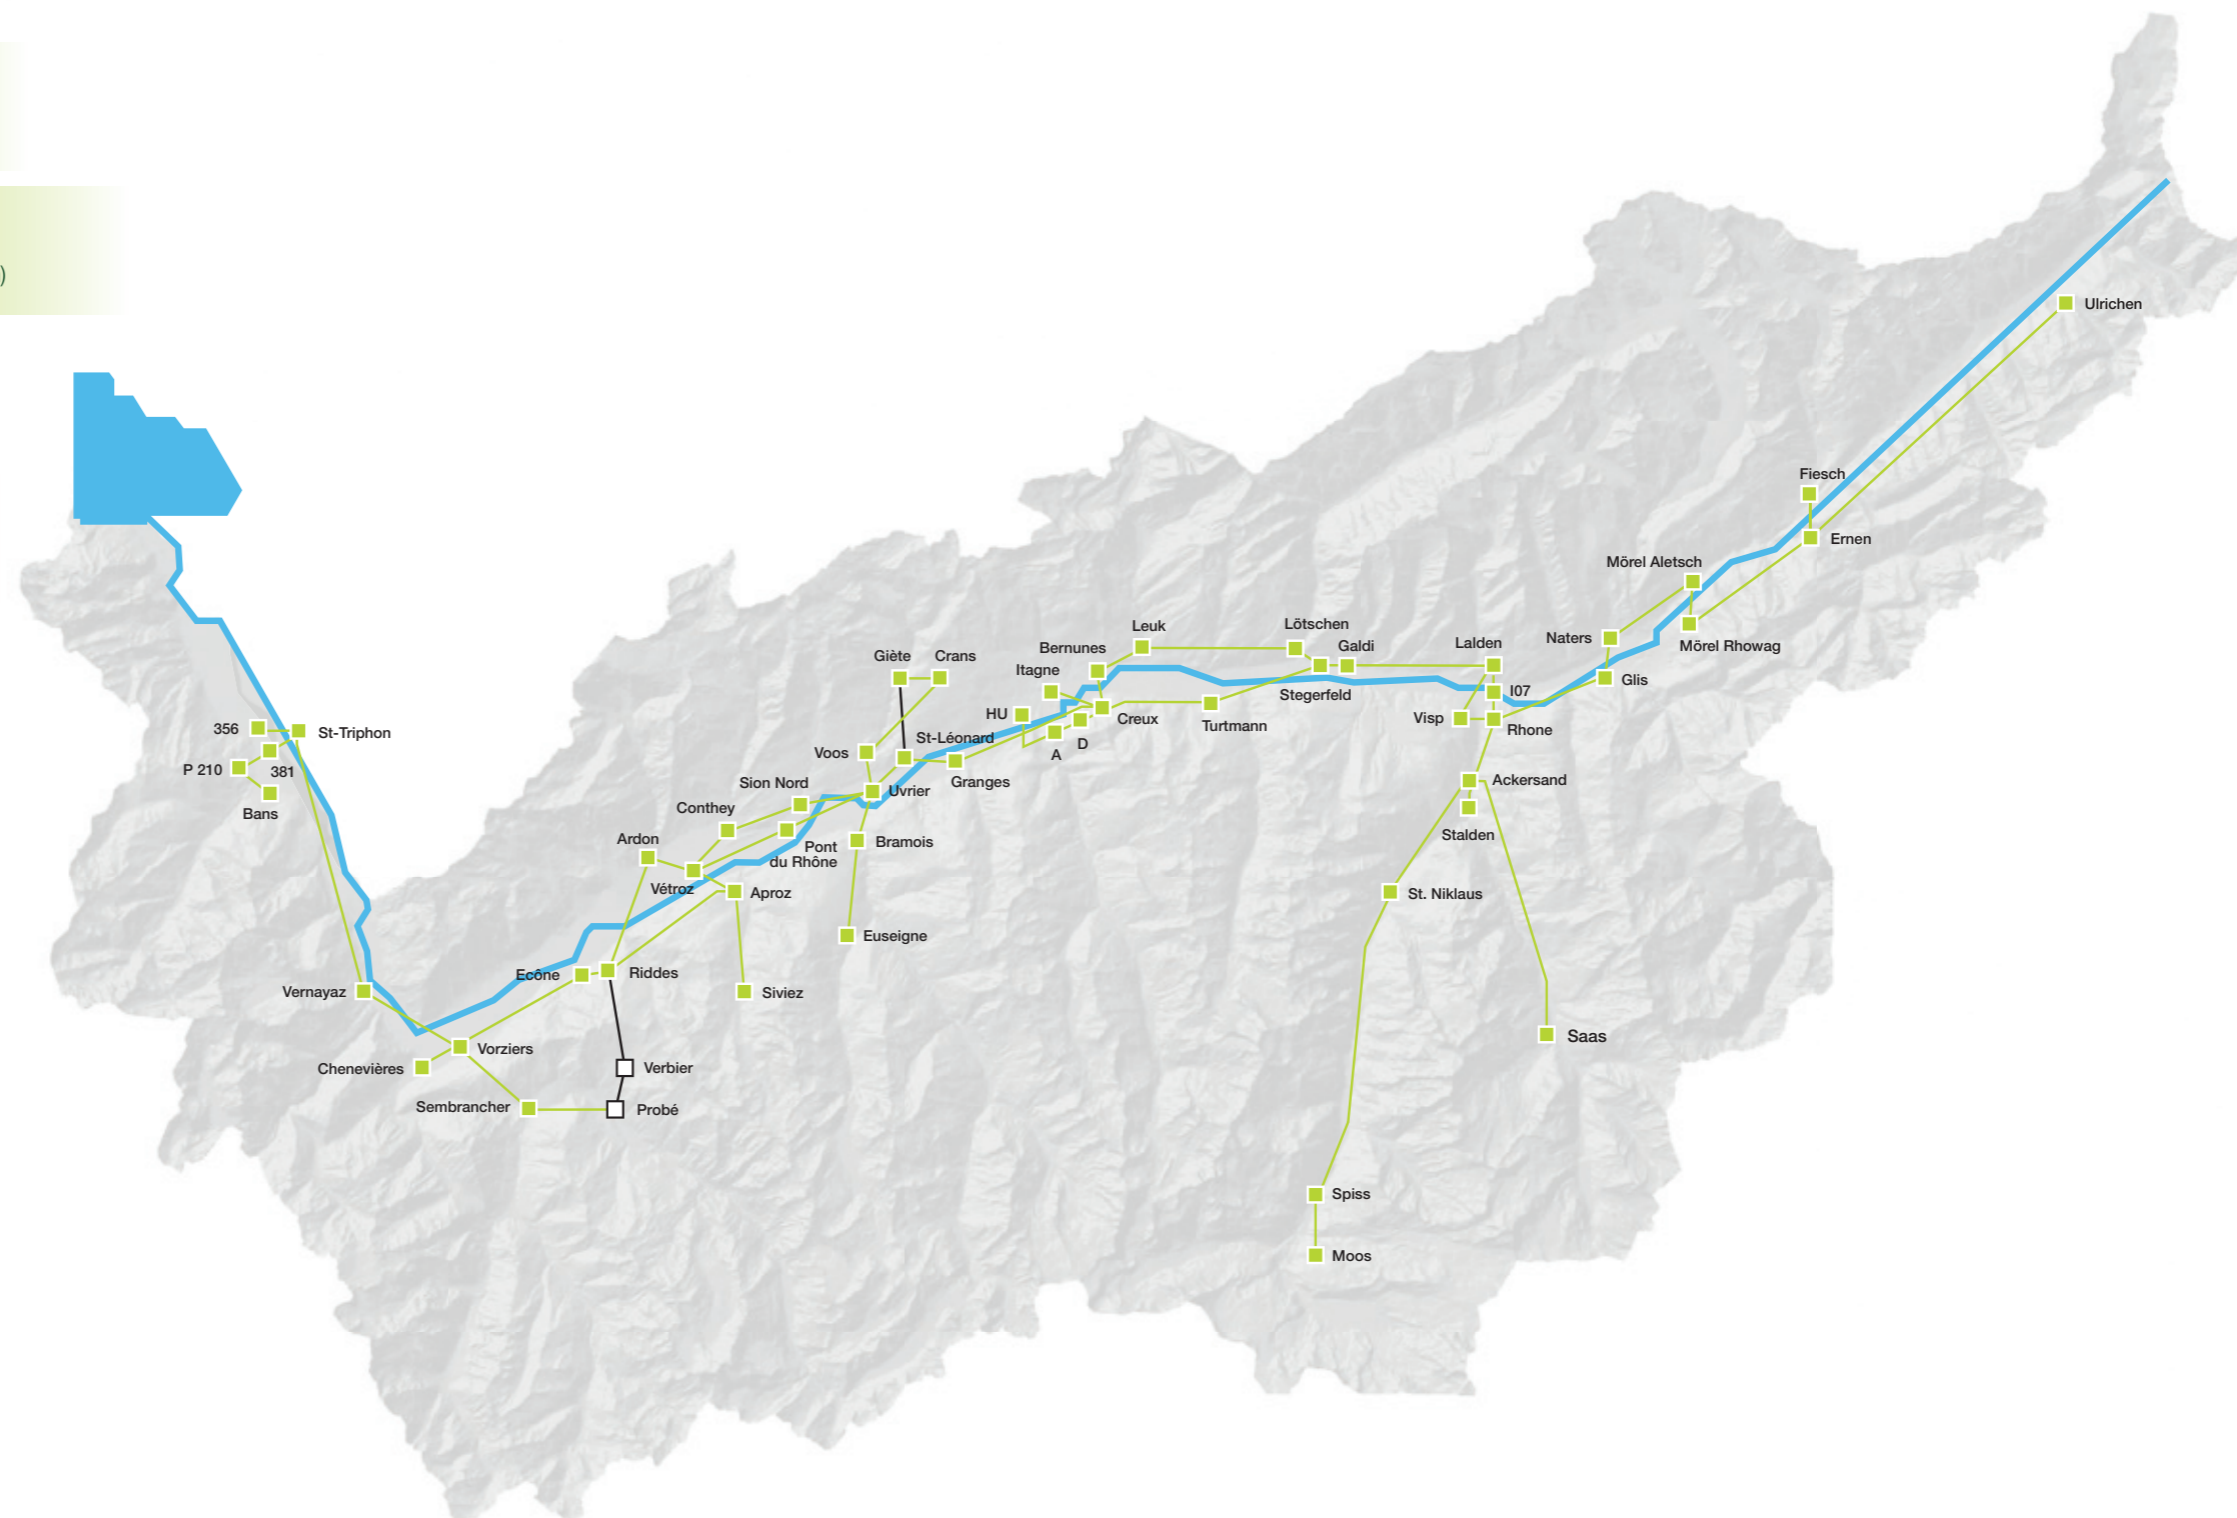 )
Ulrichen
Fiesch
Ernen
Mörel Aletsch
Mörel Rhowag
Naters
Glis
Leuk
Lötschen
Galdi
Lalden
Bernunes
Itagne
Giète
Crans
I07
Stegerfeld
HU
Creux
Turtmann
Visp
Rhone
356
St-Triphon
P 210
381
Bans
St-Léonard
D
A
Voos
Granges
Sion Nord
Uvrier
Ackersand
Conthey
Stalden
Ardon
Pont
du Rhône
Bramois
Vétroz
Aproz
St. Niklaus
Euseigne
Ecône
Riddes
Vernayaz
Siviez
Saas
Vorziers
Chenevières
Verbier
Sembrancher
Probé
Spiss
Moos